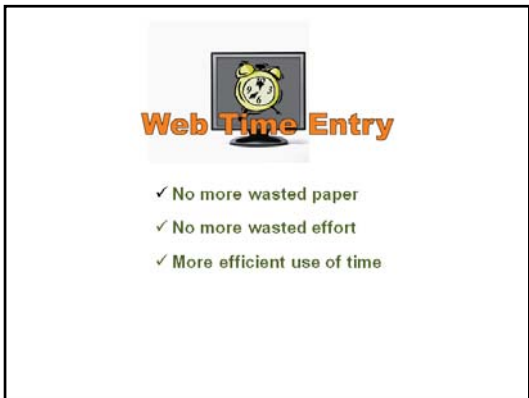 Web Time Entry
✓ No more wasted paper
✓ No more wasted effort
✓ More efficient use of time